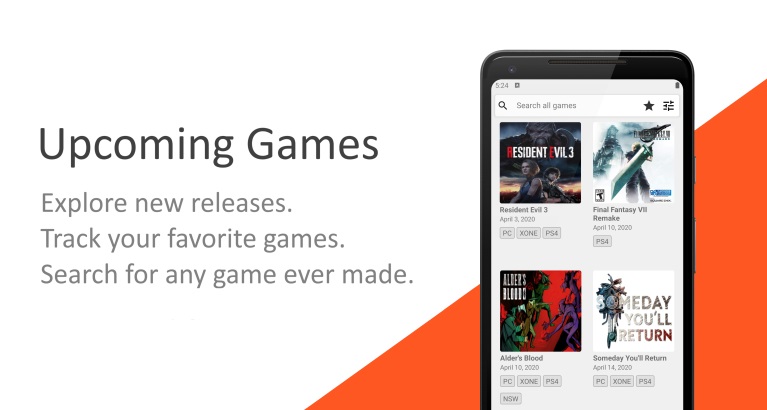 Upcoming Games
Explore new releases.
Track your favorite games.
Search for any game ever made.
5:24
Search all games
RESIDENT EVIL 3
Resident Evil 3
April 3, 2020
PC XONE PS4
FINAL FANTASY VII
Final Fantasy VII
Remake
April 10, 2020
PS4
ALDER'S
BLOOD
Alder's Blood
April 10, 2020
PC XONE PS4
NSW
SOMEDAY
YOU'LL
RETURN
Someday You'll Return
April 14, 2020
PC XONE PS4